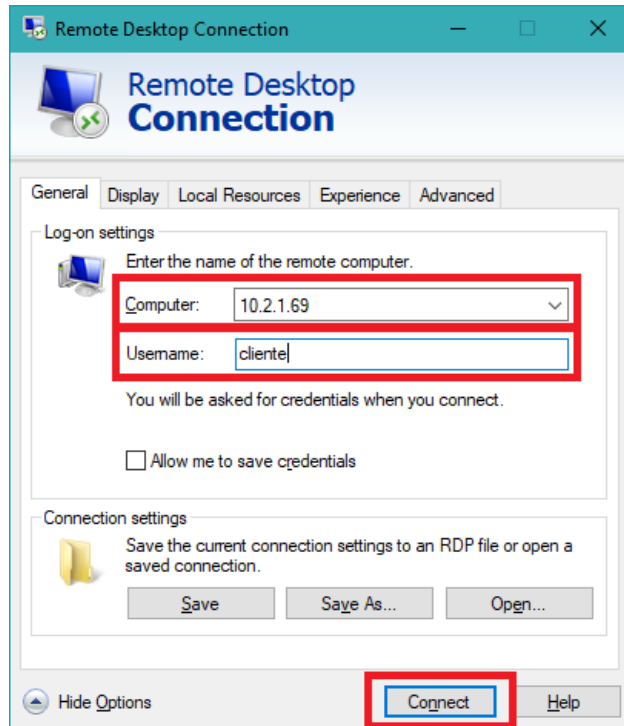 Remote Desktop Connection
Remote Desktop
Connection
General Display Local Resources Experience Advanced
Log-on settings
Enter the name of the remote computer.
Computer: 10.2.1.69
Username: cliente
You will be asked for credentials when you connect.
Allow me to save credentials
Connection settings
Save the current connection settings to an RDP file or open a
saved connection.
Save Save As... Open...
Hide Options Connect Help